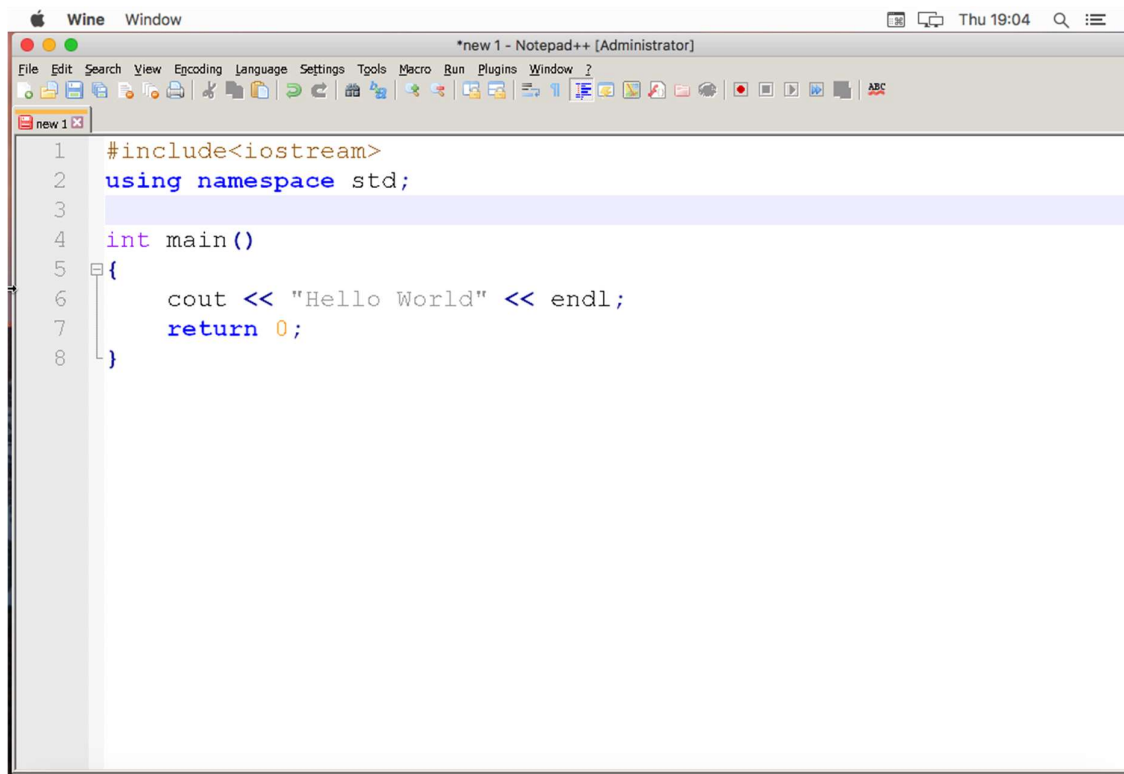 Wine Window Thu 19:04
*new 1 - Notepad++ [Administrator]
File Edit Search View Encoding Language Settings Tools Macro Run Plugins Window ?
ABC
new 1
1 #include<iostream>
2 using namespace std;
3
4 int main()
5 {
6 cout << "Hello World" << endl;
7 return 0;
8 }